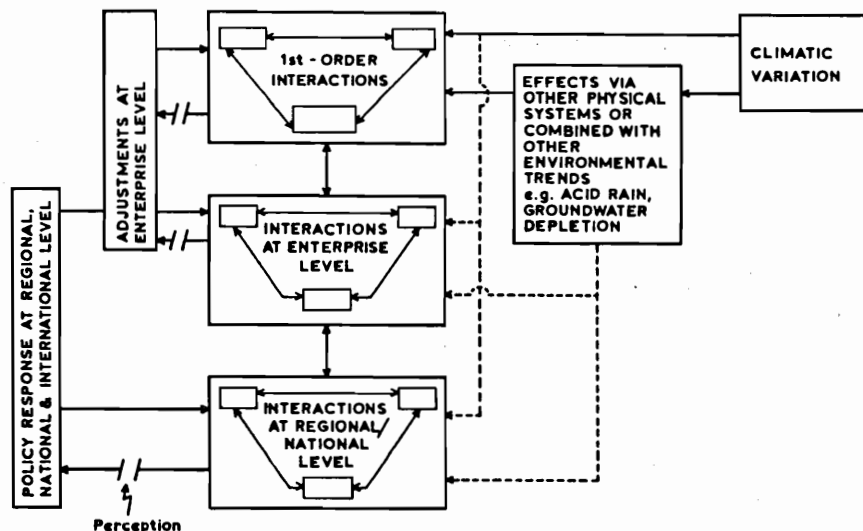 1st - ORDER
INTERACTIONS
CLIMATIC
VARIATION
EFFECTS VIA
OTHER PHYSICAL
SYSTEMS OR
COMBINED WITH
OTHER
ENVIRONMENTAL
TRENDS
e.g. ACID RAIN,
GROUNDWATER
DEPLETION
ADJUSTMENTS AT
ENTERPRISE LEVEL
POLICY RESPONSE AT REGIONAL,
NATIONAL & INTERNATIONAL LEVEL
INTERACTIONS
AT ENTERPRISE
LEVEL
INTERACTIONS
AT REGIONAL/
NATIONAL
LEVEL
Perception